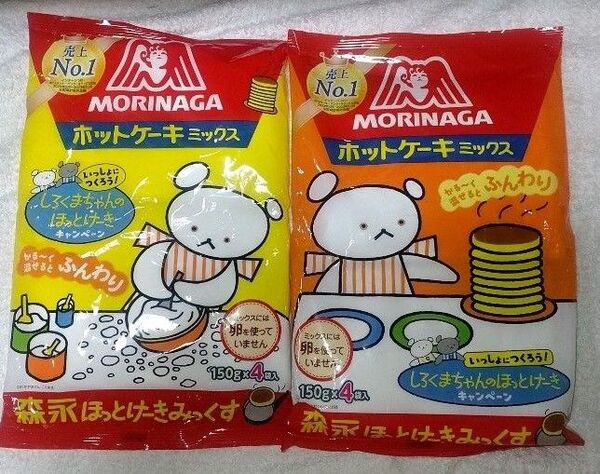 売上
No.1
MORINAGA
ホットケーキミックス
いっしょに
つくろう!
しろくまちゃんの
ほっとけーき
キャンペーン
かる〜く
混ぜると
ふんわり
ミックスには
卵を使って
いません
150g×4袋入
森永ほっとけーきみっくす
売上
No.1
MORINAGA
ホットケーキミックス
かる〜く
混ぜると
ふんわり
ミックスには
卵を使って
いません
いっしょにつくろう!
しろくまちゃんのほっとけーき
キャンペーン
150g×4袋入
森永ほっとけーきみっくす